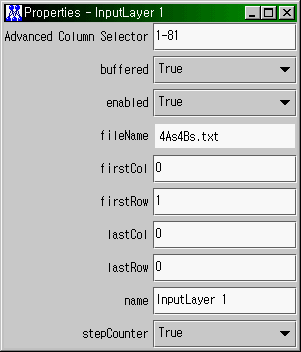 Properties - InputLayer 1
Advanced Column Selector 1-81
buffered True
enabled True
fileName 4As4Bs.txt
firstCol 0
firstRow 1
lastCol 0
lastRow 0
name InputLayer 1
stepCounter True